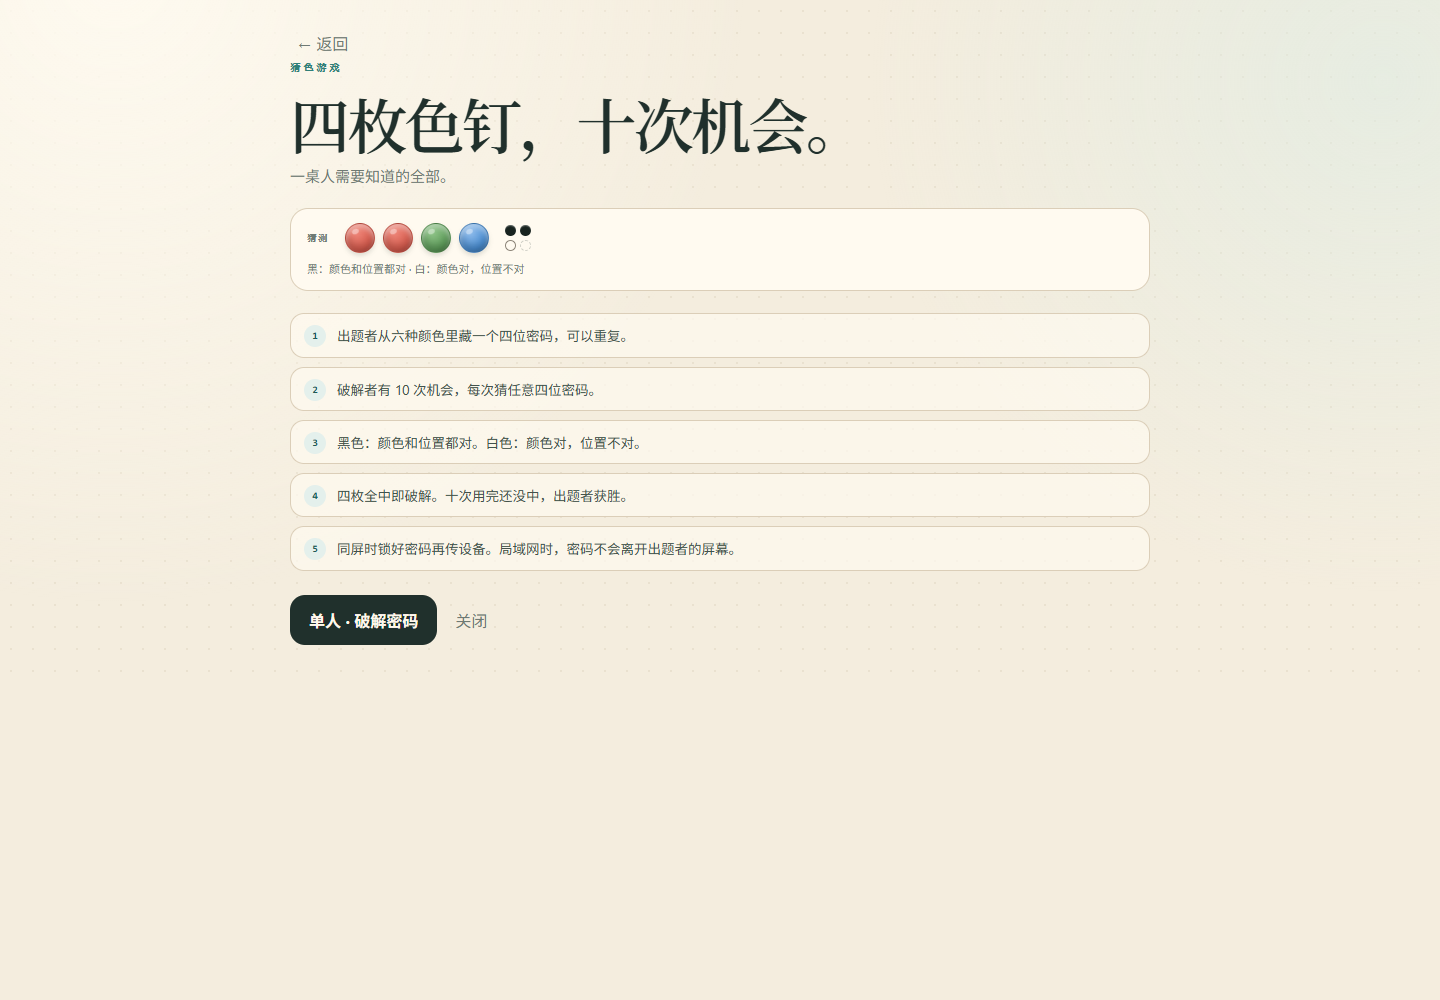 ← 返回
猜色游戏
四枚色钉，十次机会。
一桌人需要知道的全部。
猜测
黑：颜色和位置都对 · 白：颜色对，位置不对
1 出题者从六种颜色里藏一个四位密码，可以重复。
2 破解者有 10 次机会，每次猜任意四位密码。
3 黑色：颜色和位置都对。白色：颜色对，位置不对。
4 四枚全中即破解。十次用完还没中，出题者获胜。
5 同屏时锁好密码再传设备。局域网时，密码不会离开出题者的屏幕。
单人 · 破解密码 关闭